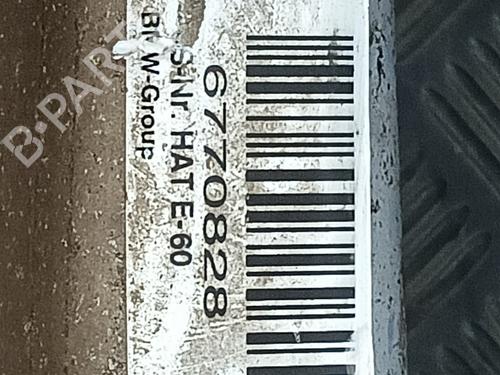 6770828
S-Nr. HAT E-60
BMW-Group
B-PARTS